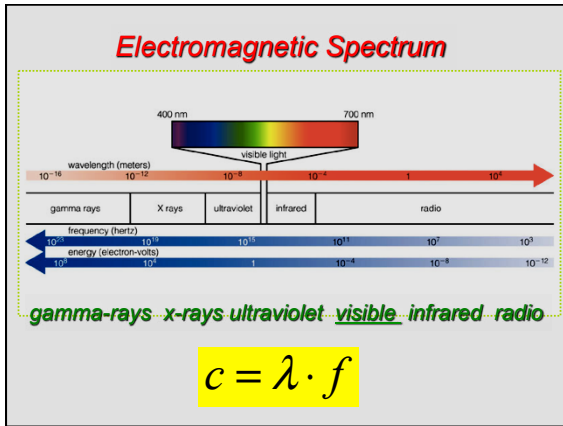 Electromagnetic Spectrum
400 nm 700 nm
visible light
wavelength (meters)
10⁻¹⁶ 10⁻¹² 10⁻⁸ 10⁻⁴ 1 10⁴
gamma rays X rays ultraviolet infrared radio
frequency (hertz)
10²³ 10¹⁹ 10¹⁵ 10¹¹ 10⁷ 10³
energy (electron-volts)
10⁸ 10⁴ 1 10⁻⁴ 10⁻⁸ 10⁻¹²
gamma-rays x-rays ultraviolet visible infrared radio
c = λ · f